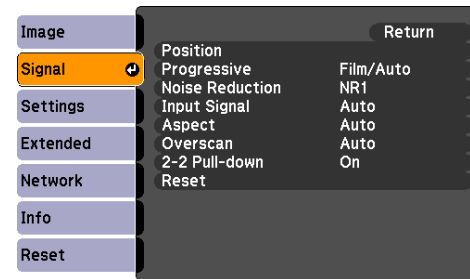 Image
Signal
Settings
Extended
Network
Info
Reset
Return
Position
Progressive Film/Auto
Noise Reduction NR1
Input Signal Auto
Aspect Auto
Overscan Auto
2-2 Pull-down On
Reset